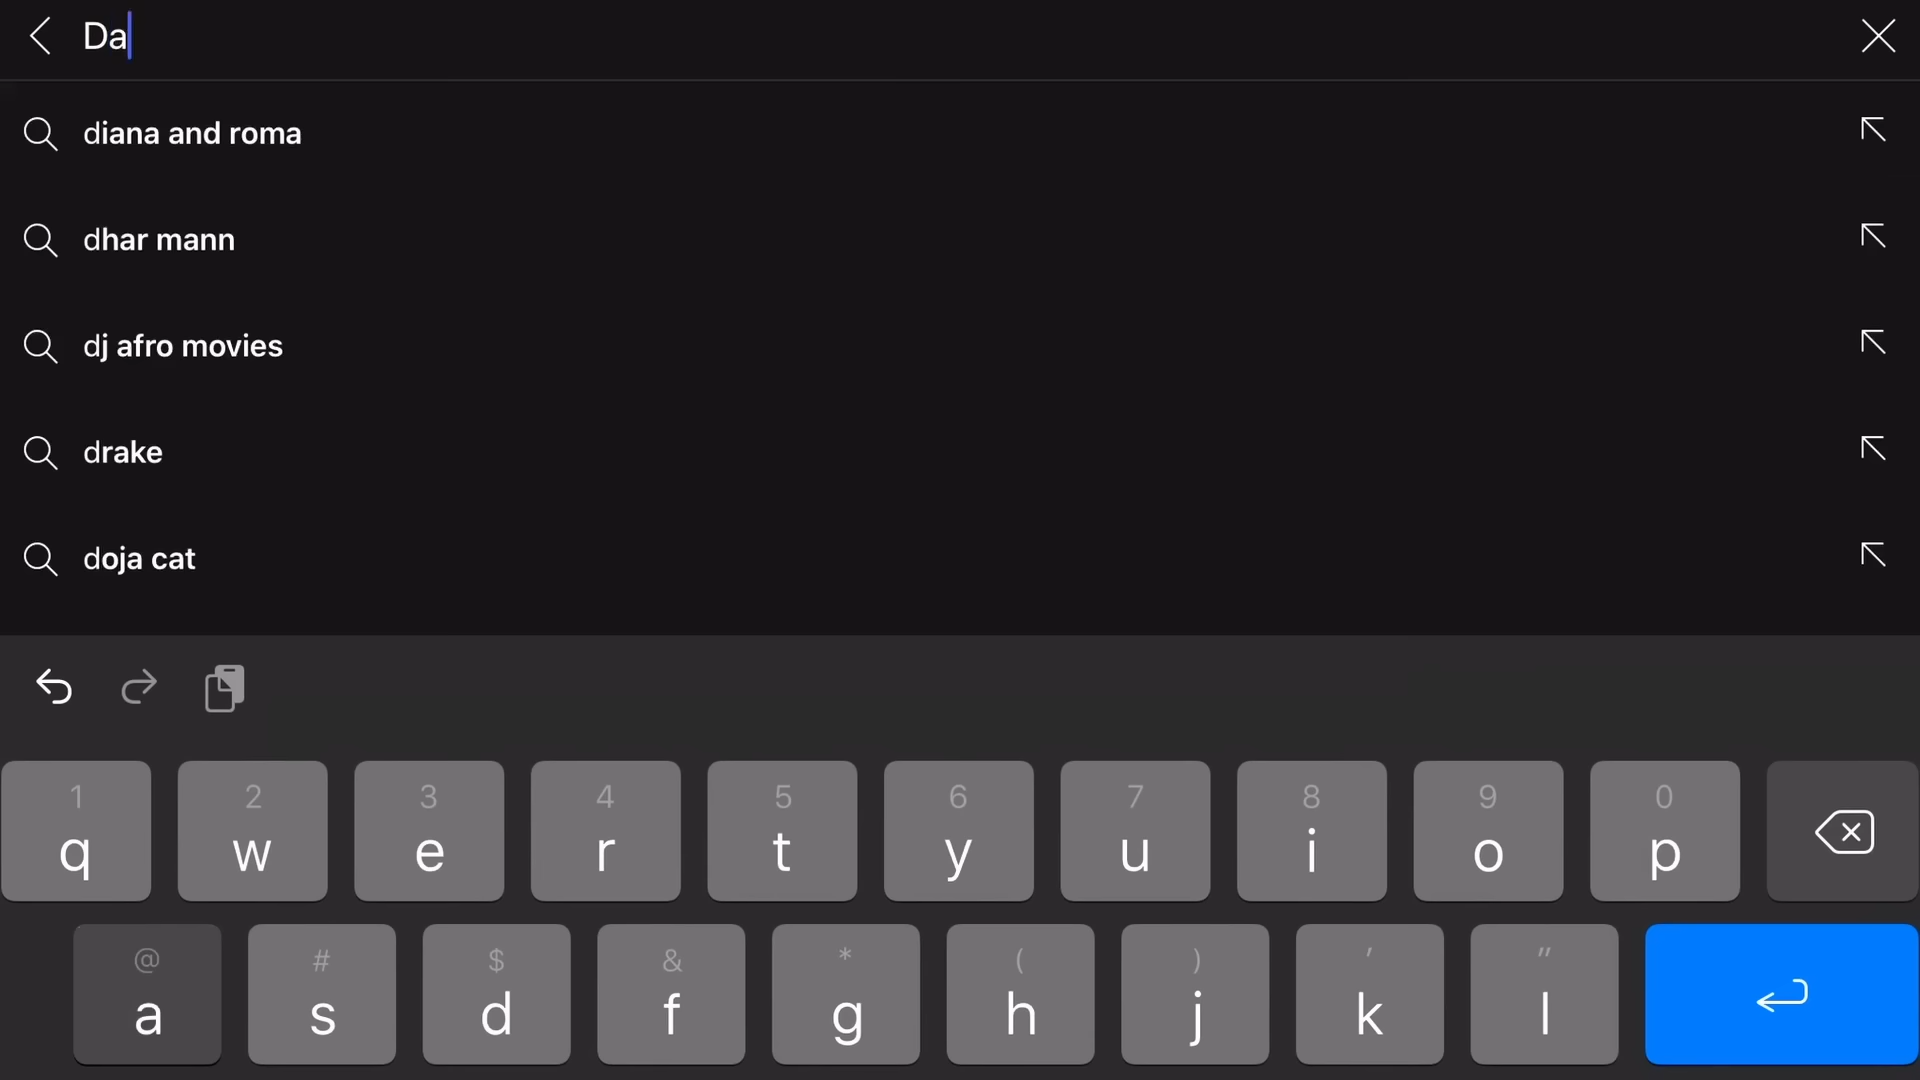 Da
diana and roma
dhar mann
dj afro movies
drake
doja cat
1 2 3 4 5 6 7 8 9 0
q w e r t y u i o p
@ # $ & * ( ) ' "
a s d f g h j k l